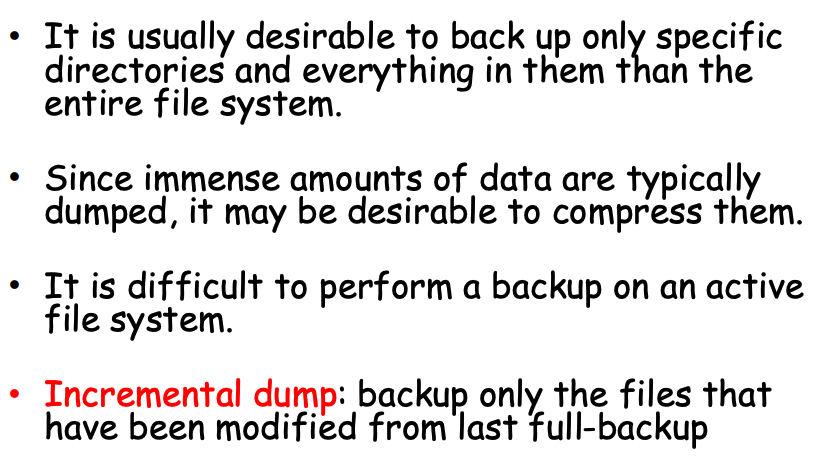 • It is usually desirable to back up only specific
directories and everything in them than the
entire file system.
• Since immense amounts of data are typically
dumped, it may be desirable to compress them.
• It is difficult to perform a backup on an active
file system.
• Incremental dump: backup only the files that
have been modified from last full-backup